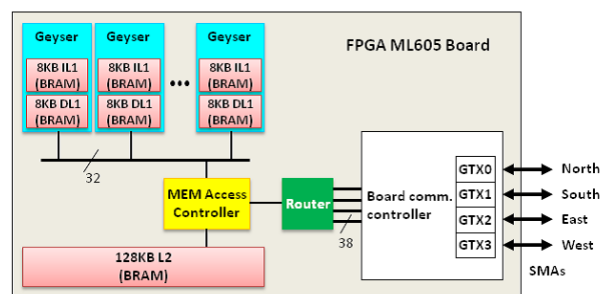 Geyser
Geyser
Geyser
FPGA ML605 Board
8KB IL1
(BRAM)
8KB IL1
(BRAM)
8KB IL1
(BRAM)
8KB DL1
(BRAM)
8KB DL1
(BRAM)
8KB DL1
(BRAM)
32
MEM Access
Controller
Router
38
Board comm.
controller
GTX0
North
GTX1
South
GTX2
East
GTX3
West
SMAs
128KB L2
(BRAM)